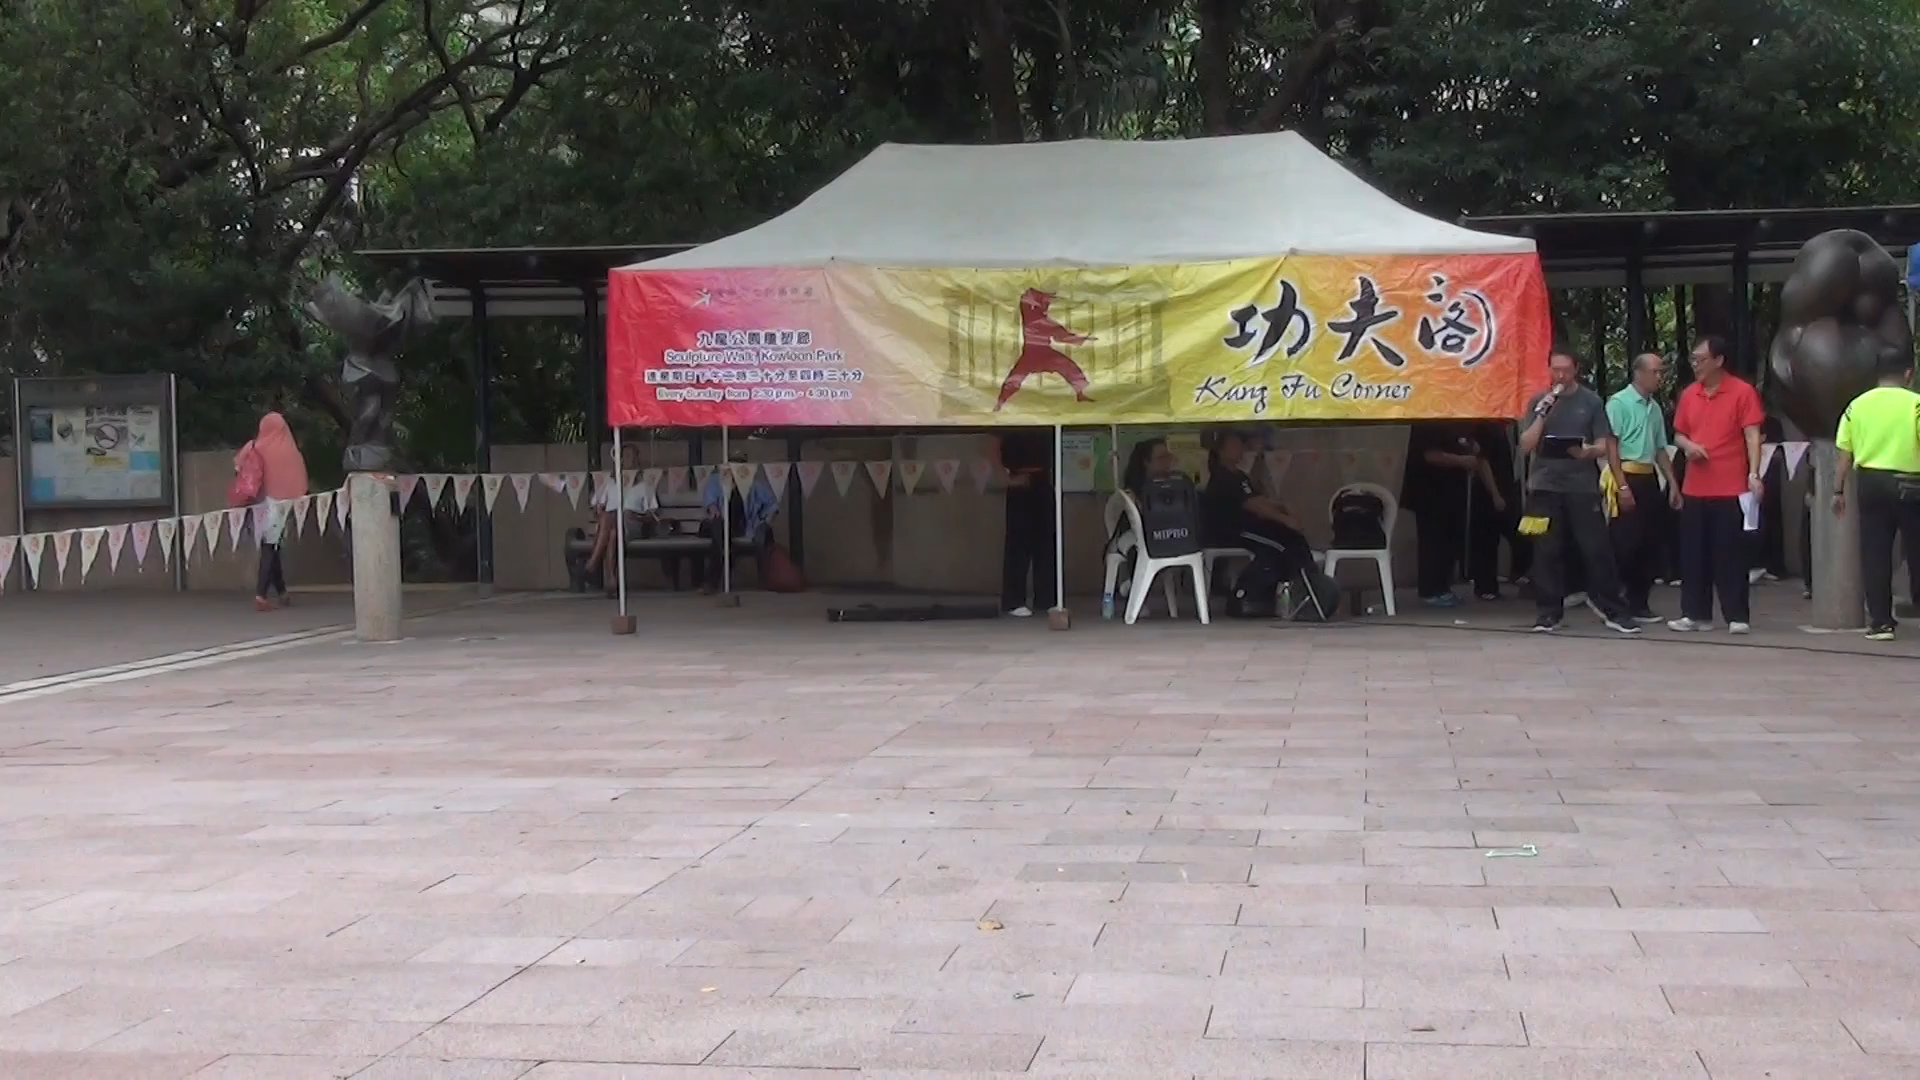 九龍公園雕塑廊
Sculpture Walk, Kowloon Park
逢星期日下午二時三十分至四時三十分
Every Sunday from 2:30 p.m. - 4:30 p.m.
功夫閣
Kung Fu Corner
MIPRO